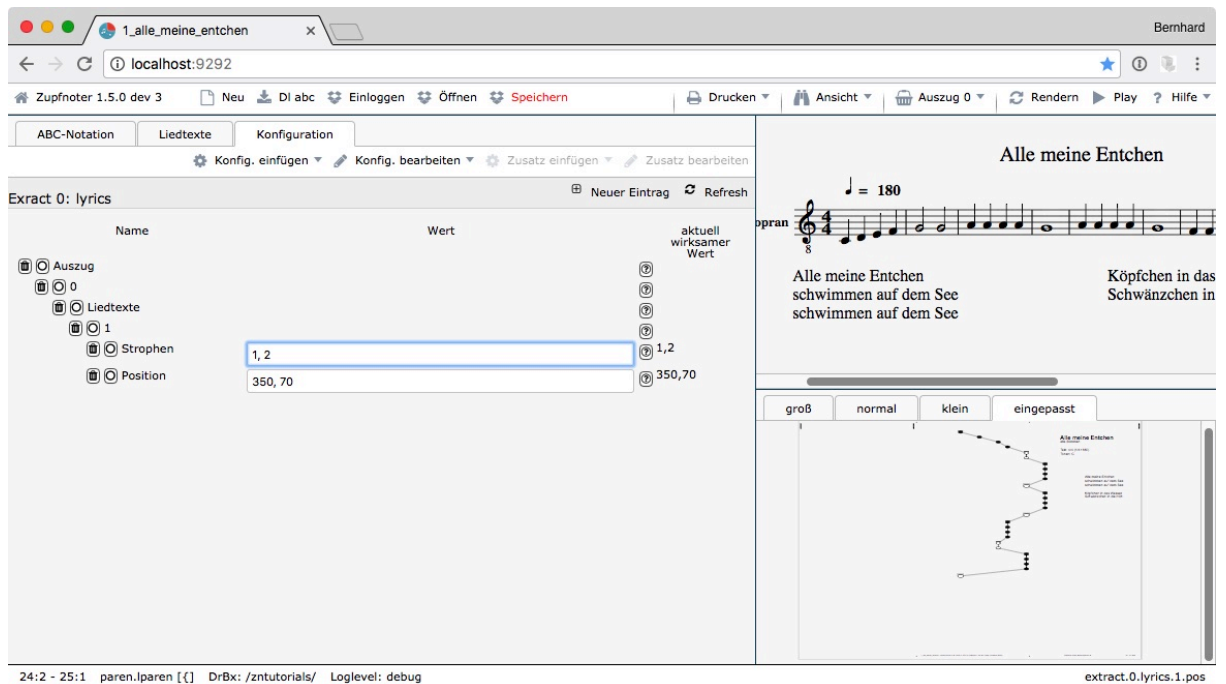 1_alle_meine_entchen
Bernhard
localhost:9292
Zupfnoter 1.5.0 dev 3 Neu DI abc Einloggen Öffnen Speichern Drucken Ansicht Auszug 0 Rendern Play ? Hilfe
ABC-Notation Liedtexte Konfiguration
Konfig. einfügen Konfig. bearbeiten Zusatz einfügen Zusatz bearbeiten
Exract 0: lyrics Neuer Eintrag Refresh
Name Wert aktuell
wirksamer
Wert
Auszug
0
Liedtexte
1
Strophen 1, 2 1,2
Position 350, 70 350,70
Alle meine Entchen
= 180
opran
4
4
8
Alle meine Entchen
schwimmen auf dem See
schwimmen auf dem See
Köpfchen in das
Schwänzchen in
groß normal klein eingepasst
Alle meine Entchen
24:2 - 25:1 paren.lparen [{] DrBx: /zntutorials/ Loglevel: debug extract.0.lyrics.1.pos